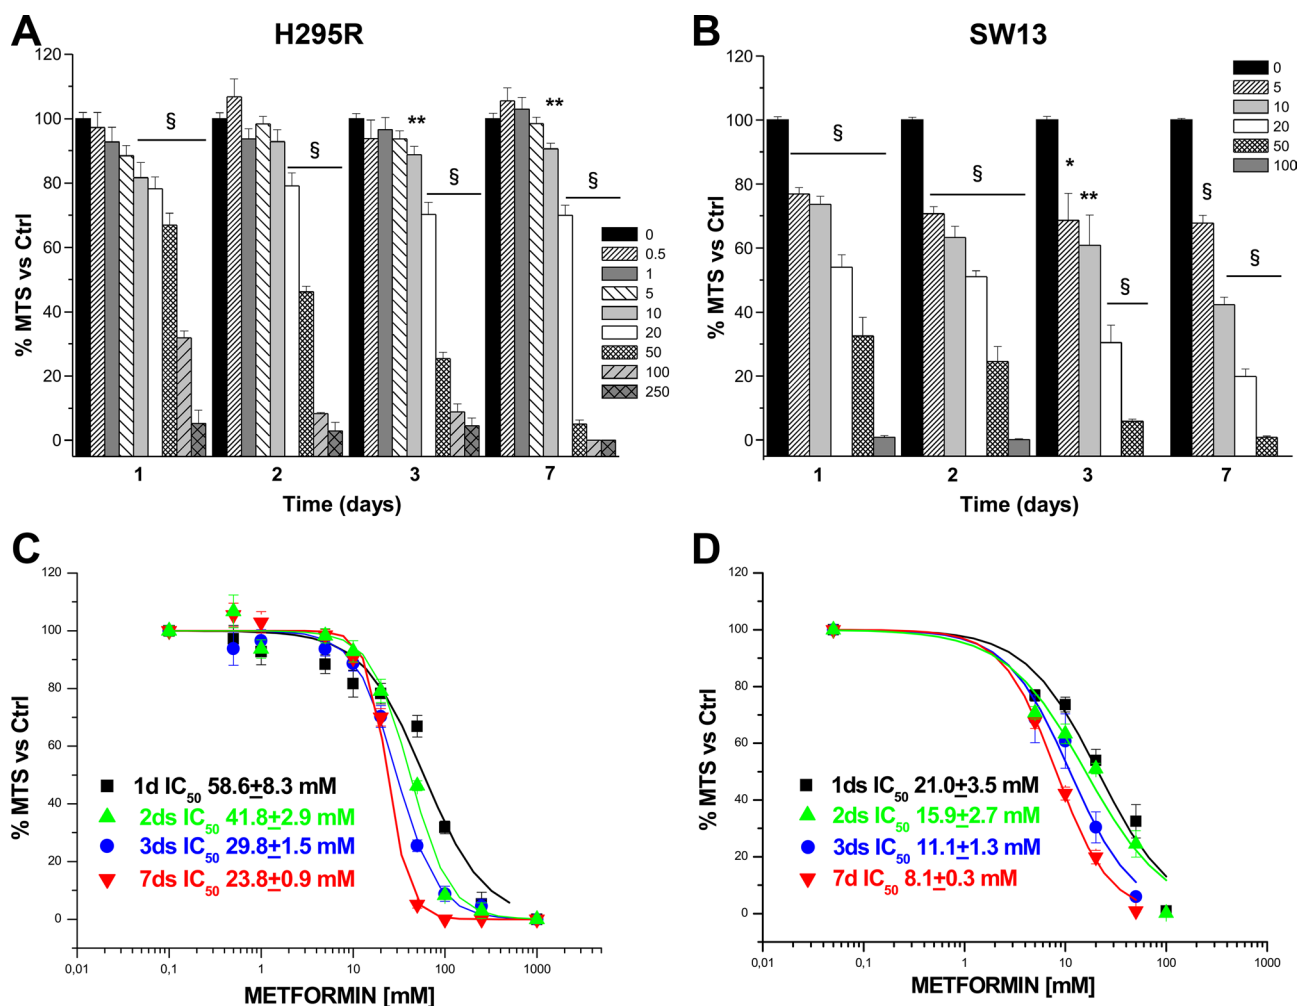 A
H295R
120
100
80
60
40
20
0
% MTS vs Ctrl
§
§
**
§
**
§
0
0.5
1
5
10
20
50
100
250
1 2 3 7
Time (days)
B
SW13
120
100
80
60
40
20
0
% MTS vs Ctrl
§
§
*
**
§
§
§
0
5
10
20
50
100
1 2 3 7
Time (days)
C
120
100
80
60
40
20
0
% MTS vs Ctrl
1d IC50 58.6±8.3 mM
2ds IC50 41.8±2.9 mM
3ds IC50 29.8±1.5 mM
7ds IC50 23.8±0.9 mM
0,01 0,1 1 10 100 1000
METFORMIN [mM]
D
120
100
80
60
40
20
0
% MTS vs Ctrl
1ds IC50 21.0±3.5 mM
2ds IC50 15.9±2.7 mM
3ds IC50 11.1±1.3 mM
7d IC50 8.1±0.3 mM
0,01 0,1 1 10 100 1000
METFORMIN [mM]